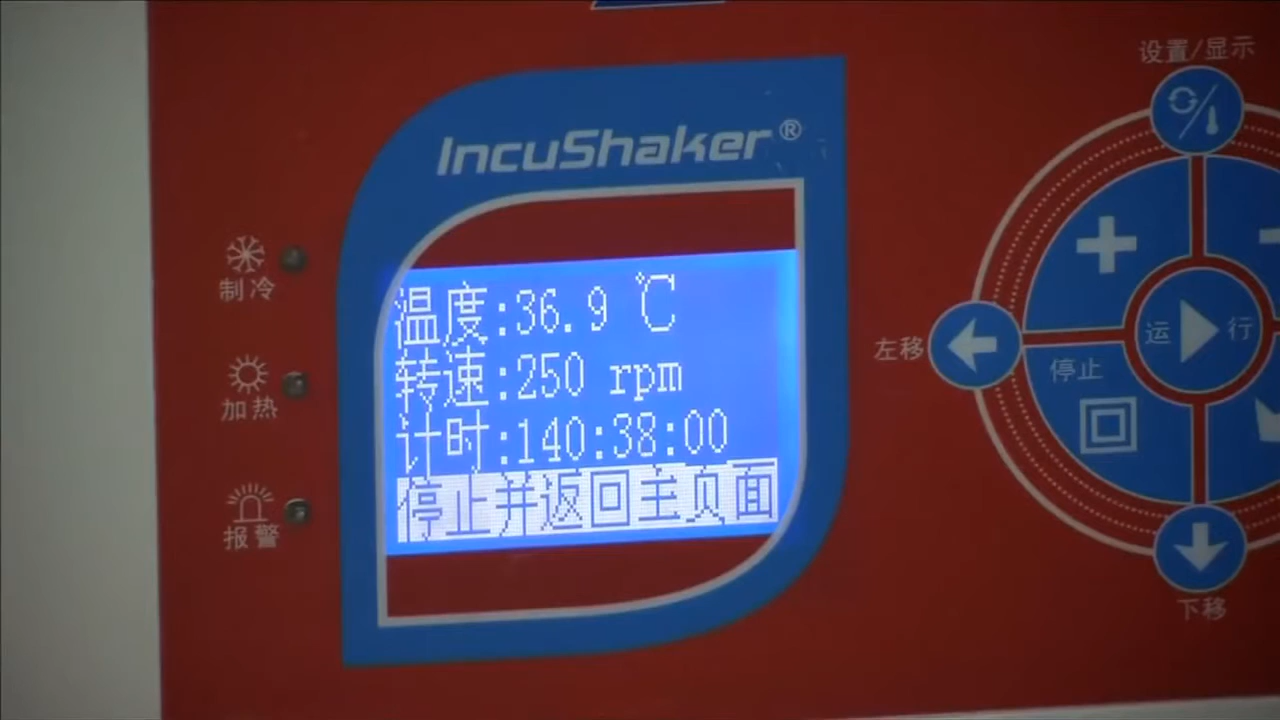 设置/显示
IncuShaker®
制冷
温度:36.9 ℃
转速:250 rpm
左移
运 行
加热
计时:140:38:00
停止
停止并返回主页面
报警
下移